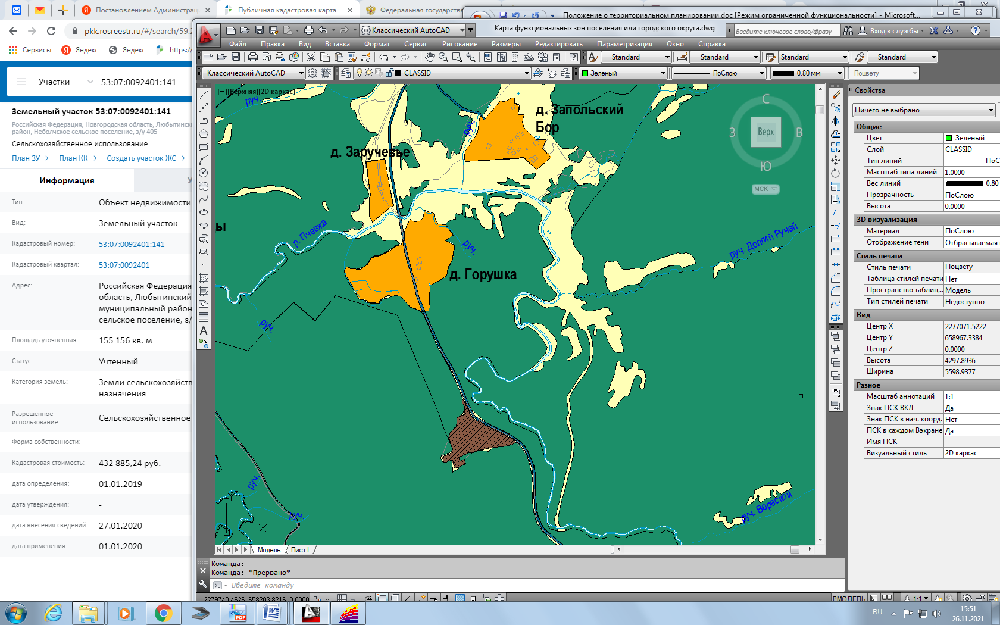 Постановлением Администра
Публичная кадастровая карта
Федеральная государстве
Положение о территориальном планировании.doc [Режим ограниченной функциональности] - Microsoft...
pkk.rosreestr.ru/#/search/59.
Сервисы
Яндекс
Яндекс
https:/
Участки
53:07:0092401:141
Земельный участок 53:07:0092401:141
Российская Федерация, Новгородская область, Любытинск
район, Неболчское сельское поселение, з/у 405
Сельскохозяйственное использование
План ЗУ →
План КК →
Создать участок ЖС →
Информация
У
Тип:
Объект недвижимости
Вид:
Земельный участок
Кадастровый номер:
53:07:0092401:141
Кадастровый квартал:
53:07:0092401
Адрес:
Российская Федерация
область, Любытинский
муниципальный район
сельское поселение, з/
Площадь уточненная:
155 156 кв. м
Статус:
Учтенный
Категория земель:
Земли сельскохозяйств
назначения
Разрешенное
использование:
Сельскохозяйственное
Форма собственности:
-
Кадастровая стоимость:
432 885,24 руб.
дата определения:
01.01.2019
дата утверждения:
-
дата внесения сведений:
27.01.2020
дата применения:
01.01.2020
Классический AutoCAD
Карта функциональных зон поселения или городского округа.dwg
Введите ключевое слово/фразу
Вход в службы
Файл
Правка
Вид
Вставка
Формат
Сервис
Рисование
Размеры
Редактировать
Параметризация
Окно
Справка
Standard
Standard
Standard
Standard
Классический AutoCAD
CLASSID
Зеленый
ПоСлою
0.80 мм
Поцвету
[−][Верхняя][2D каркас]
руч.
д. Запольский
Бор
руч.
д. Заручевье
ды
р. Пчевжа
руч.
д. Горушка
руч. Долгий Ручей
руч.
руч.
руч.
руч. Вересюй
С
З
Верх
В
Ю
МСК
Модель
Лист1
Команда:
Команда: *Прервано*
Введите команду
2279740.4626, 658203.8216, 0.0000
РМОДЕЛЬ
1:1
Свойства
Ничего не выбрано
Общие
Цвет
Зеленый
Слой
CLASSID
Тип линий
ПоС
Масштаб типа линий
1.0000
Вес линий
0.80
Прозрачность
ПоСлою
Высота
0.0000
3D визуализация
Материал
ПоСлою
Отображение тени
Отбрасываемая
Стиль печати
Стиль печати
Поцвету
Таблица стилей печати
Нет
Пространство таблиц...
Модель
Тип стилей печати
Недоступно
Вид
Центр X
2277071.5222
Центр Y
658967.3384
Центр Z
0.0000
Высота
4297.8936
Ширина
5598.9377
Разное
Масштаб аннотаций
1:1
Знак ПСК ВКЛ
Да
Знак ПСК в нач. коорд.
Нет
ПСК в каждом Вэкране
Да
Имя ПСК
Визуальный стиль
2D каркас
RU
15:51
26.11.2021